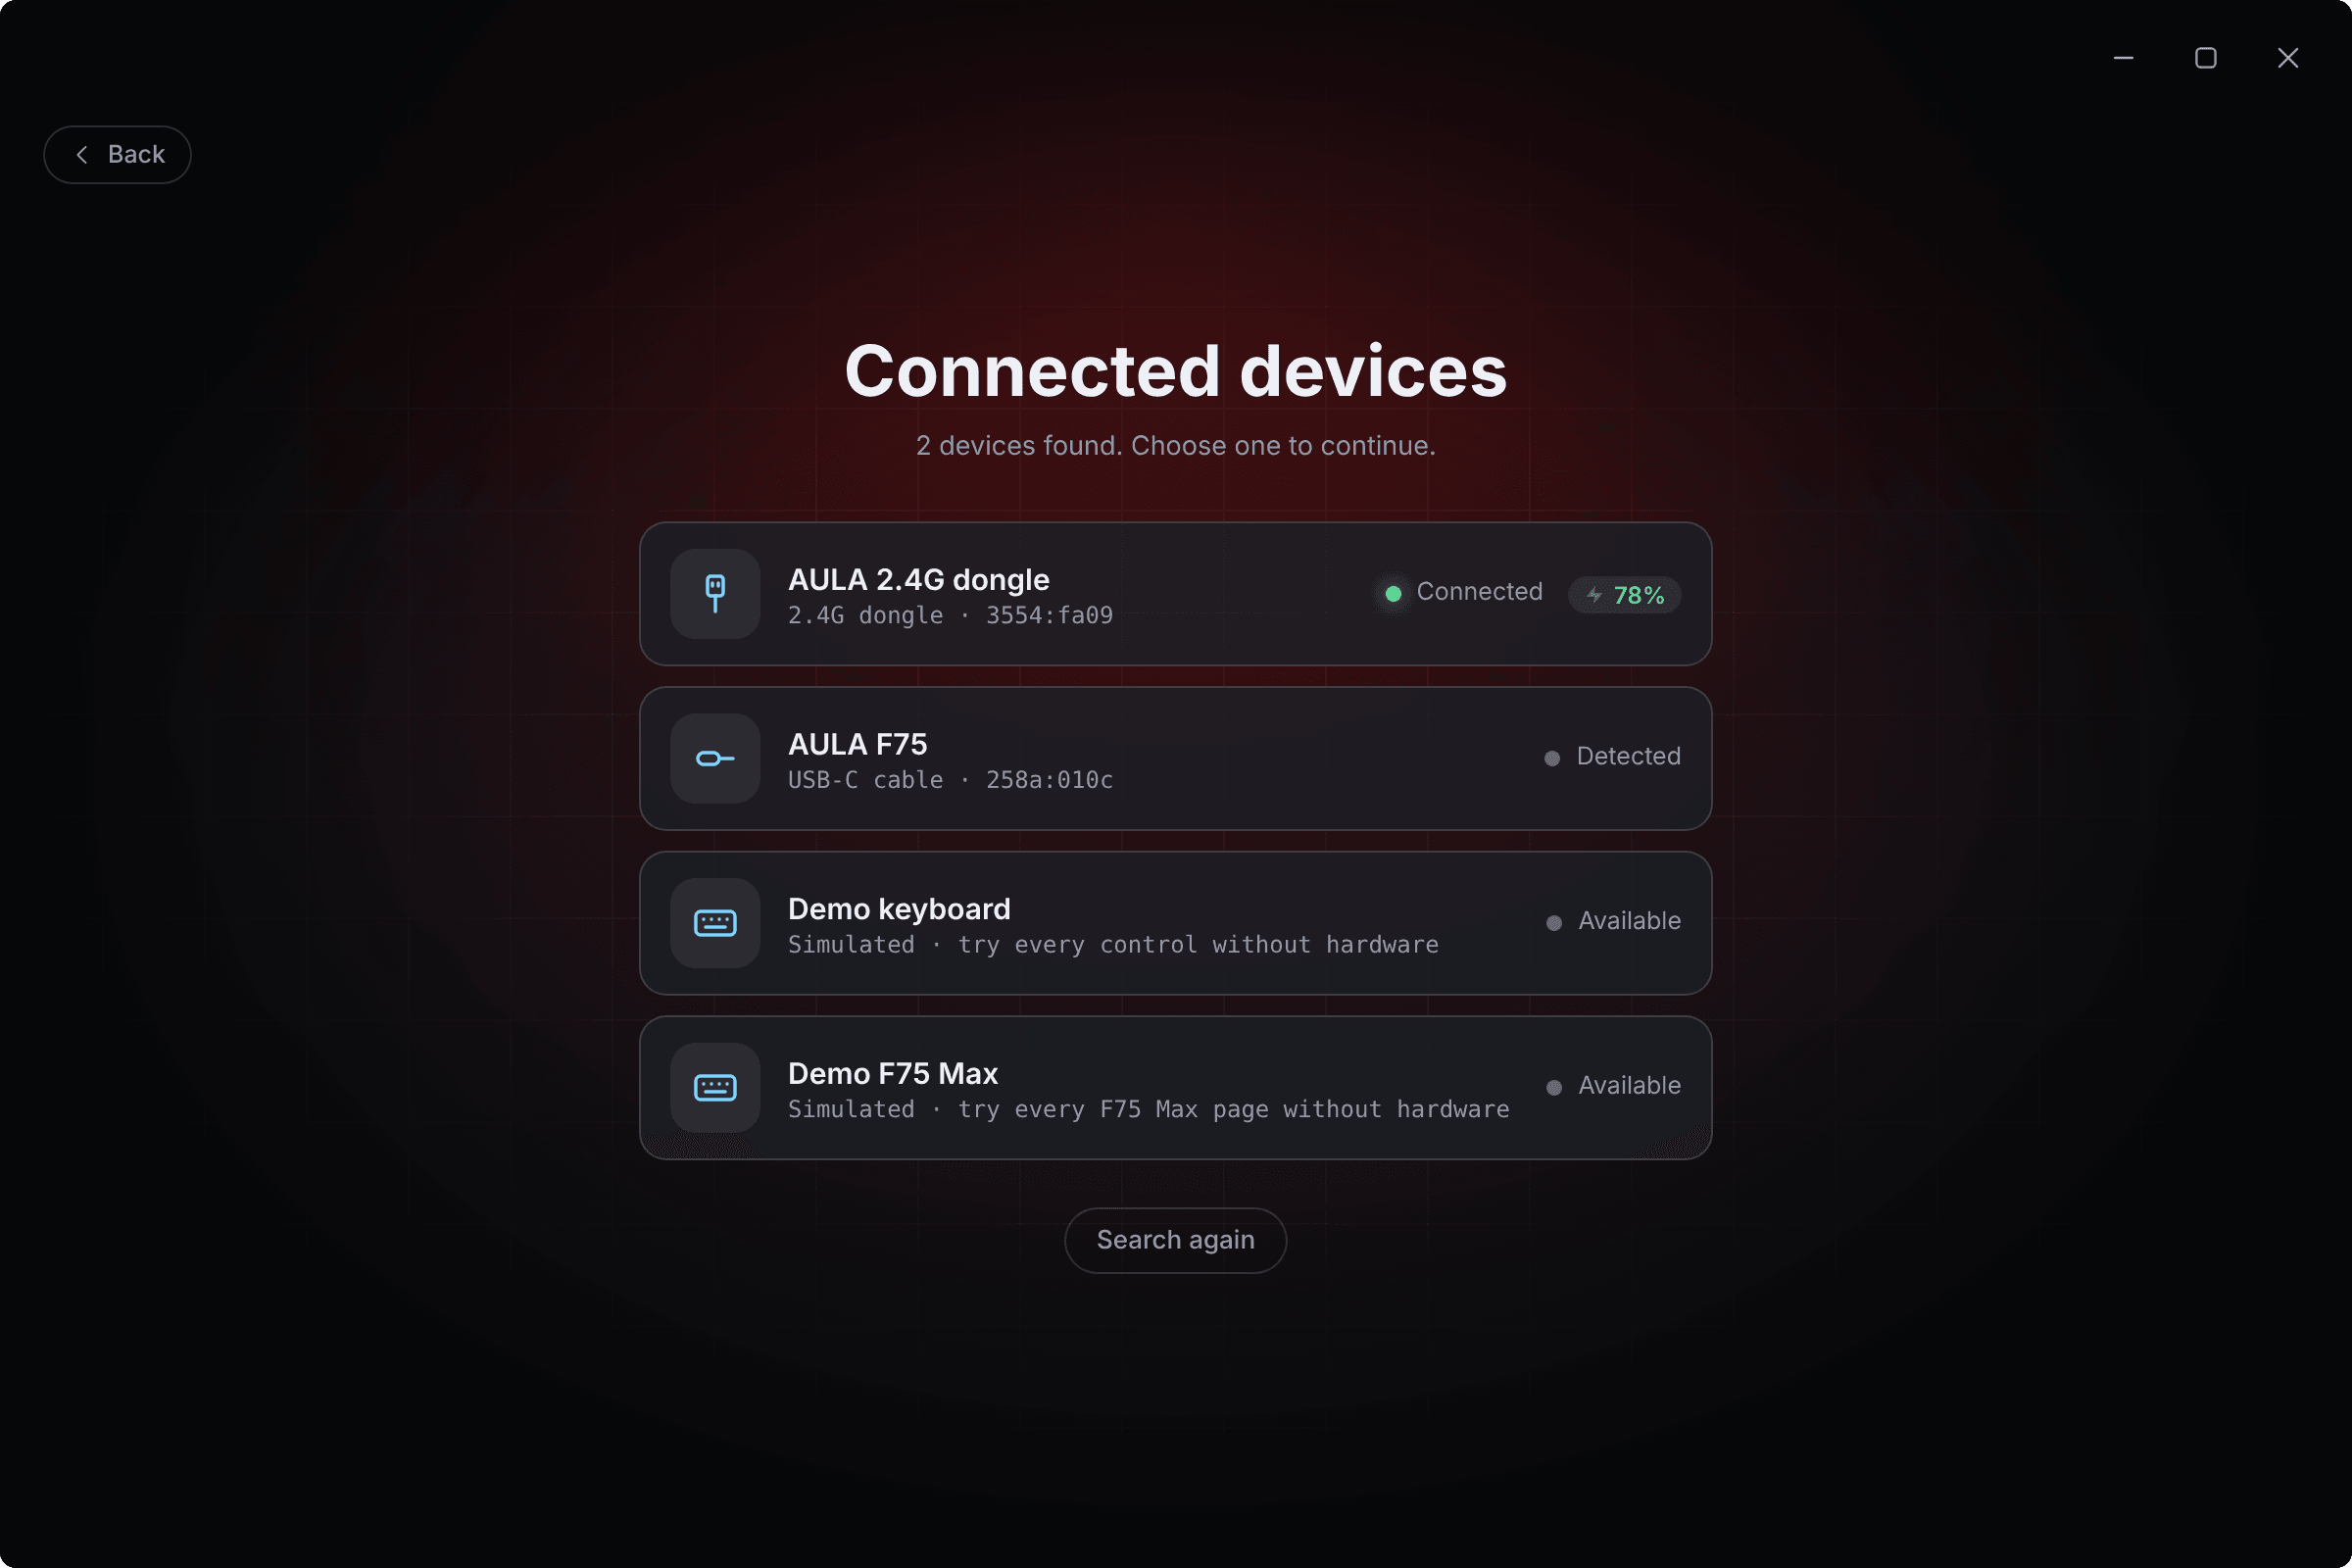 Back
Connected devices
2 devices found. Choose one to continue.
AULA 2.4G dongle
2.4G dongle · 3554:fa09
Connected
78%
AULA F75
USB-C cable · 258a:010c
Detected
Demo keyboard
Simulated · try every control without hardware
Available
Demo F75 Max
Simulated · try every F75 Max page without hardware
Available
Search again